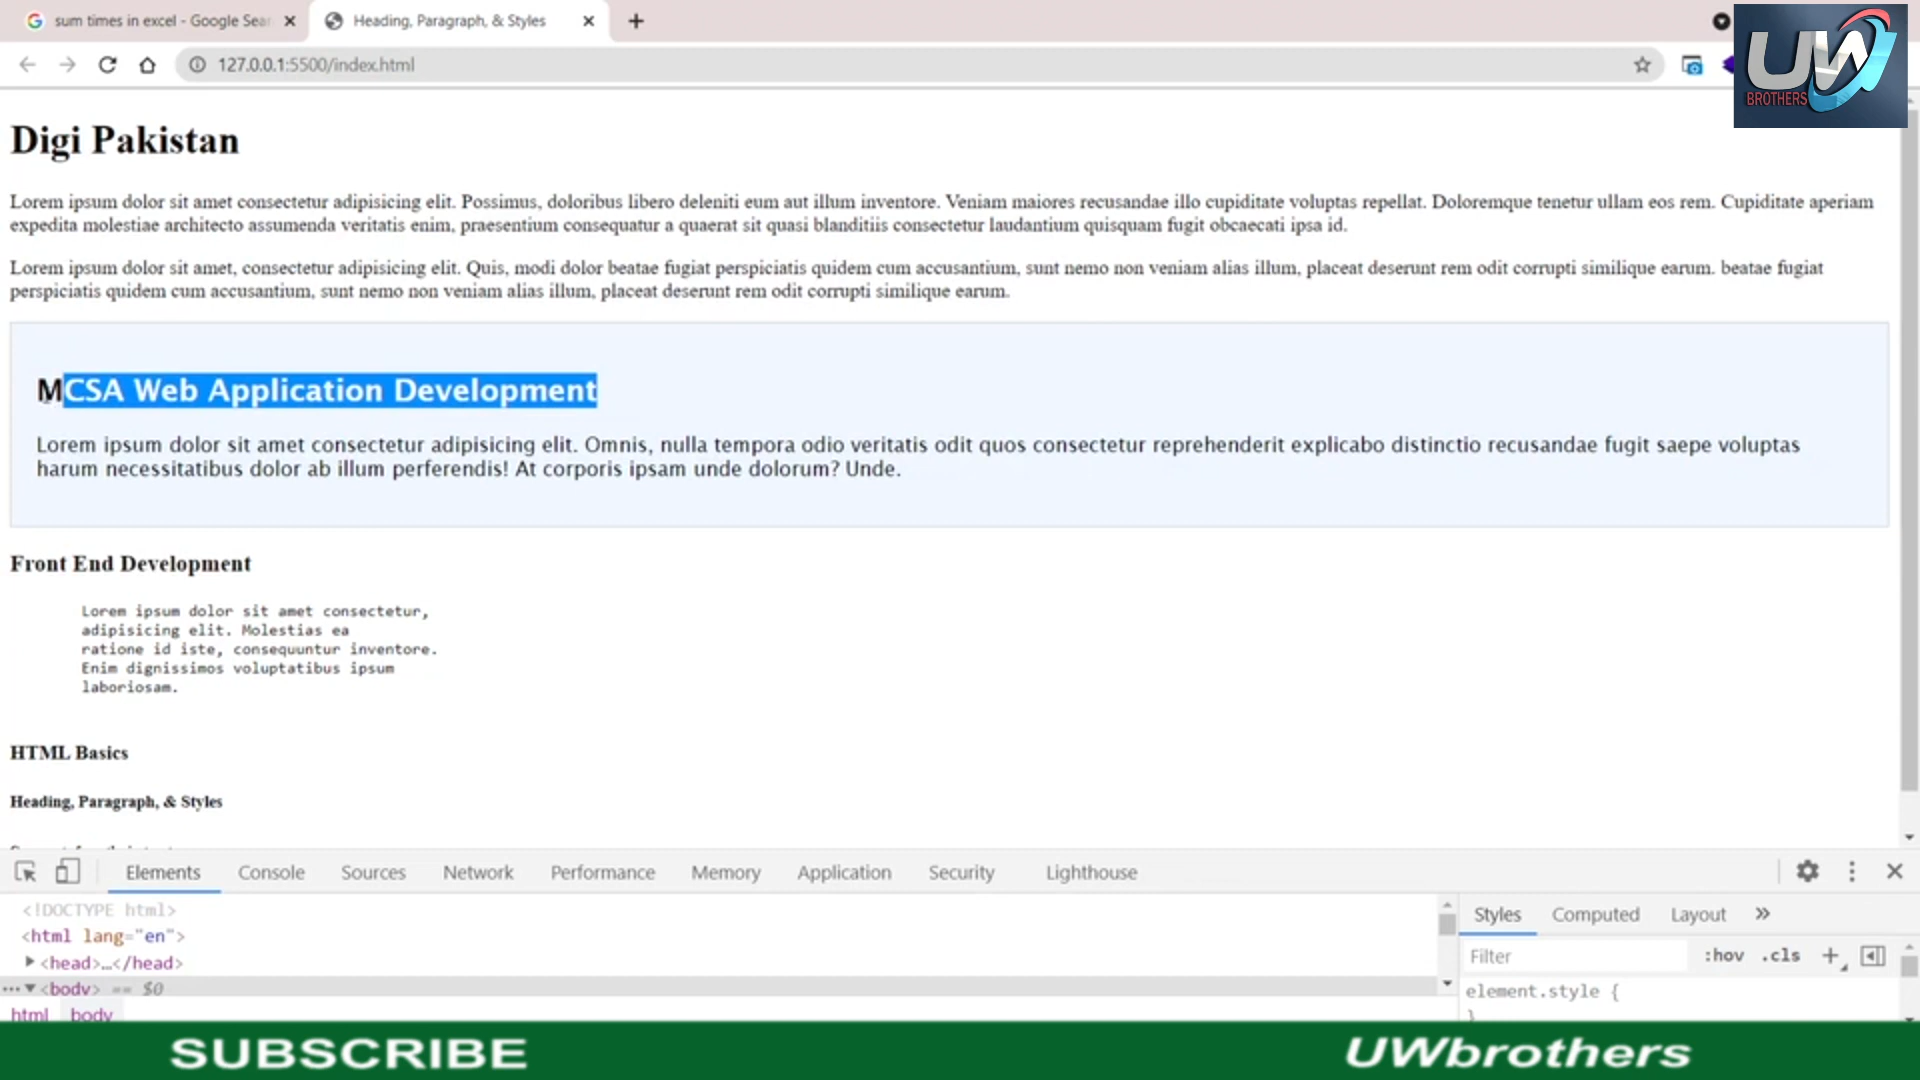 sum times in excel - Google Sear
Heading, Paragraph, & Styles
127.0.0.1:5500/index.html
UW
BROTHERS
Digi Pakistan
Lorem ipsum dolor sit amet consectetur adipisicing elit. Possimus, doloribus libero deleniti eum aut illum inventore. Veniam maiores recusandae illo cupiditate voluptas repellat. Doloremque tenetur ullam eos rem. Cupiditate aperiam
expedita molestiae architecto assumenda veritatis enim, praesentium consequatur a quaerat sit quasi blanditiis consectetur laudantium quisquam fugit obcaecati ipsa id.
Lorem ipsum dolor sit amet, consectetur adipisicing elit. Quis, modi dolor beatae fugiat perspiciatis quidem cum accusantium, sunt nemo non veniam alias illum, placeat deserunt rem odit corrupti similique earum. beatae fugiat
perspiciatis quidem cum accusantium, sunt nemo non veniam alias illum, placeat deserunt rem odit corrupti similique earum.
MCSA Web Application Development
Lorem ipsum dolor sit amet consectetur adipisicing elit. Omnis, nulla tempora odio veritatis odit quos consectetur reprehenderit explicabo distinctio recusandae fugit saepe voluptas
harum necessitatibus dolor ab illum perferendis! At corporis ipsam unde dolorum? Unde.
Front End Development
Lorem ipsum dolor sit amet consectetur,
adipisicing elit. Molestias ea
ratione id iste, consequuntur inventore.
Enim dignissimos voluptatibus ipsum
laboriosam.
HTML Basics
Heading, Paragraph, & Styles
Elements Console Sources Network Performance Memory Application Security Lighthouse
<!DOCTYPE html>
<html lang="en">
<head>…</head>
<body> == $0
html body
Styles Computed Layout »
Filter :hov .cls +
element.style {
}
SUBSCRIBE UWbrothers